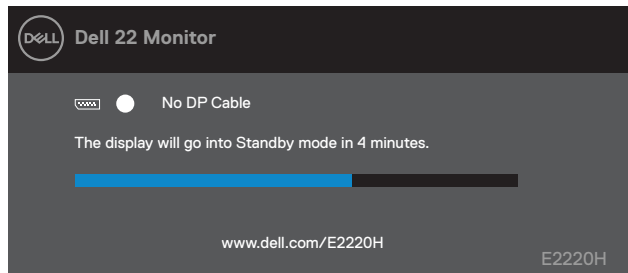 DELL Dell 22 Monitor
No DP Cable
The display will go into Standby mode in 4 minutes.
www.dell.com/E2220H
E2220H